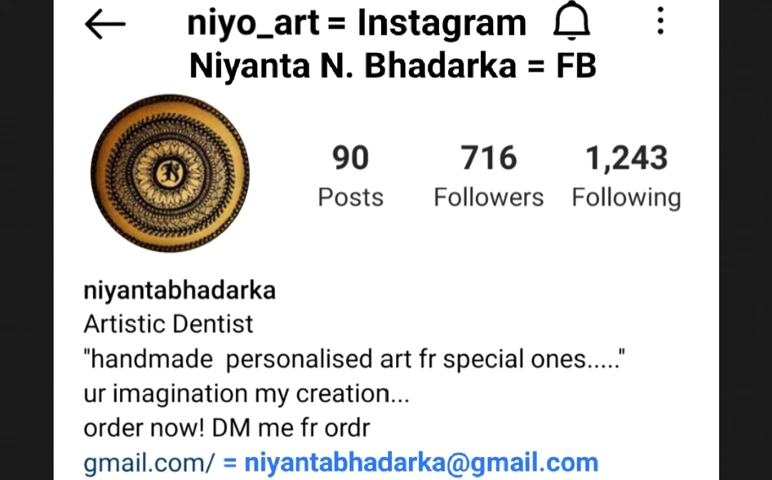 niyo_art = Instagram
Niyanta N. Bhadarka = FB
90 716 1,243
Posts Followers Following
niyantabhadarka
Artistic Dentist
"handmade personalised art fr special ones....."
ur imagination my creation...
order now! DM me fr ordr
gmail.com/ = niyantabhadarka@gmail.com